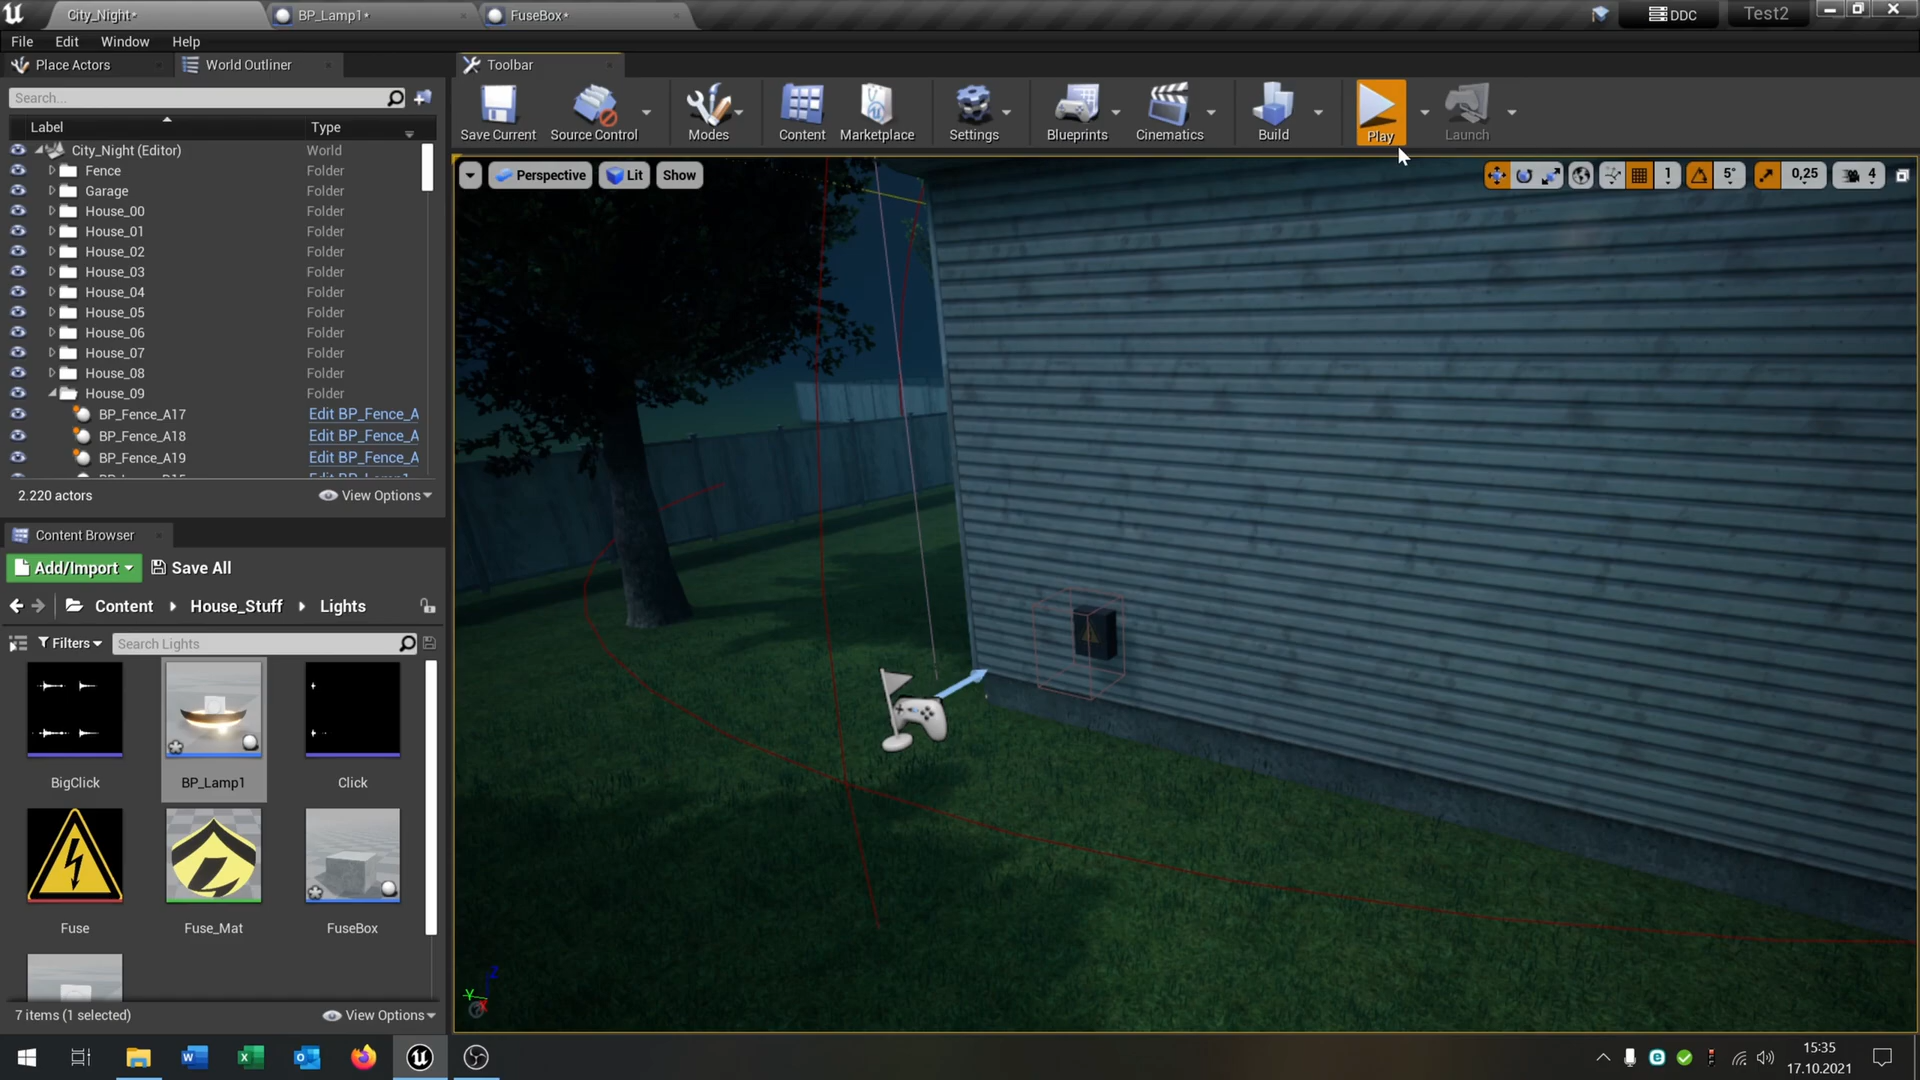 City_Night*
BP_Lamp1*
FuseBox*
DDC
Test2
File
Edit
Window
Help
Place Actors
World Outliner
Toolbar
Search...
Label
Type
City_Night (Editor)
World
Fence
Folder
Garage
Folder
House_00
Folder
House_01
Folder
House_02
Folder
House_03
Folder
House_04
Folder
House_05
Folder
House_06
Folder
House_07
Folder
House_08
Folder
House_09
Folder
BP_Fence_A17
Edit BP_Fence_A
BP_Fence_A18
Edit BP_Fence_A
BP_Fence_A19
Edit BP_Fence_A
2.220 actors
View Options
Save Current
Source Control
Modes
Content
Marketplace
Settings
Blueprints
Cinematics
Build
Play
Launch
Perspective
Lit
Show
1
5°
0,25
4
Content Browser
Add/Import
Save All
Content
House_Stuff
Lights
Filters
Search Lights
BigClick
BP_Lamp1
Click
Fuse
Fuse_Mat
FuseBox
7 items (1 selected)
View Options
Z
Y
X
15:35
17.10.2021